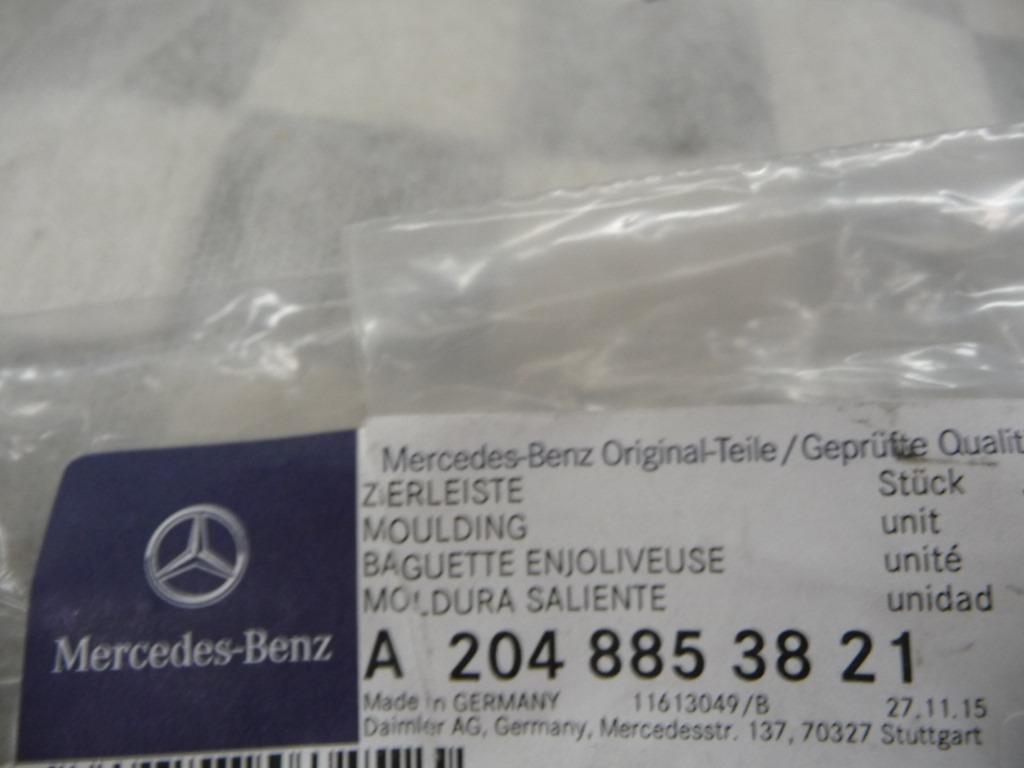 Mercedes-Benz Original-Teile / Geprüfte Qualit
ZIERLEISTE Stück
MOULDING unit
BAGUETTE ENJOLIVEUSE unité
MOLDURA SALIENTE unidad
Mercedes-Benz
A 204 885 38 21
Made in GERMANY 11613049/B 27.11.15
Daimler AG, Germany, Mercedesstr. 137, 70327 Stuttgart